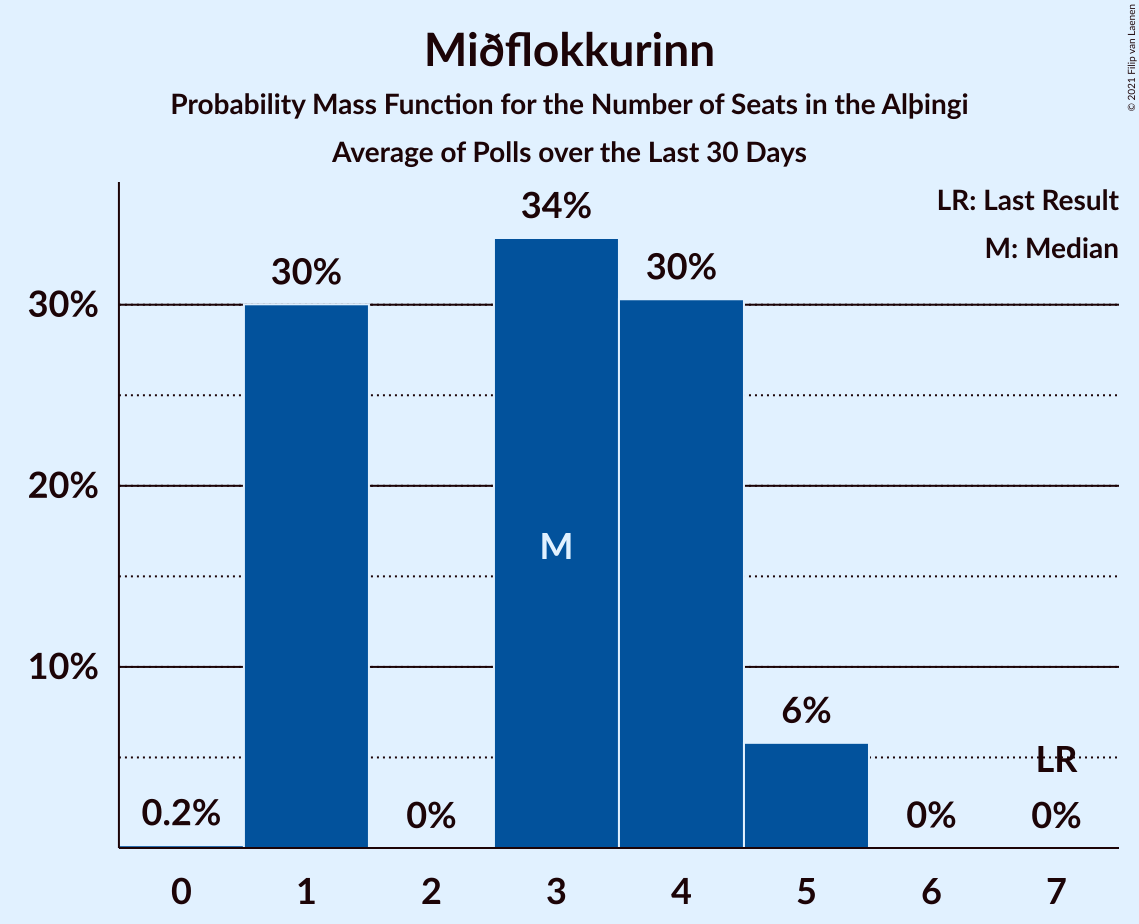 Miðflokkurinn
Probability Mass Function for the Number of Seats in the Alþingi
Average of Polls over the Last 30 Days
© 2021 Filip van Laenen
LR: Last Result
M: Median
34%
30%
30%
30%
20%
M
10%
6%
LR
0.2%
0%
0%
0%
0 1 2 3 4 5 6 7